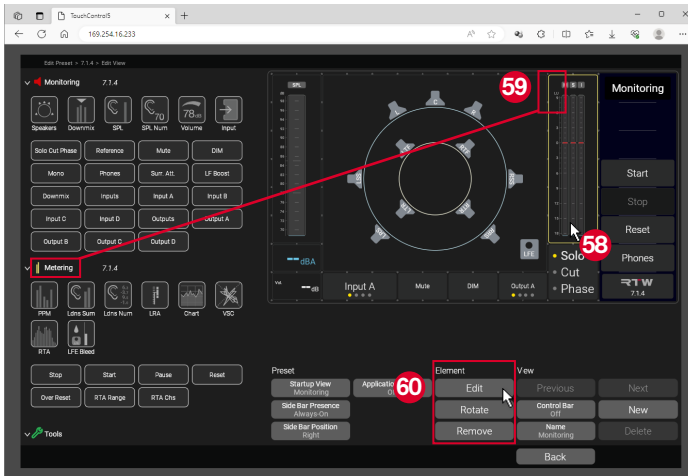 TouchControl5
169.254.16.233
Edit Preset > 7.1.4 > Edit View
Monitoring 7.1.4
Speakers Downmix SPL SPL Num Volume Input
70 78dB
Solo Cut Phase Reference Mute DIM
Mono Phones Surr. Att. LF Boost
Downmix Inputs Input A Input B
Input C Input D Outputs Output A
Output B Output C Output D
Metering 7.1.4
PPM Ldns Sum Ldns Num LRA Chart VSC
RTA LFE Bleed
Stop Start Pause Reset
Over Reset RTA Range RTA Chs
Tools
SPL
59
C
L R
LFE
--dBA
Vol. --dB
Input A Mute DIM Output A
M S I
LU
58
Solo
Cut
Phase
Monitoring
Start
Stop
Reset
Phones
RTW
7.1.4
Preset
Startup View
Monitoring
Side Bar Presence
Always-On
Side Bar Position
Right
60
Element
Edit
Rotate
Remove
View
Previous Next
Control Bar
Off
New
Name
Monitoring
Delete
Back